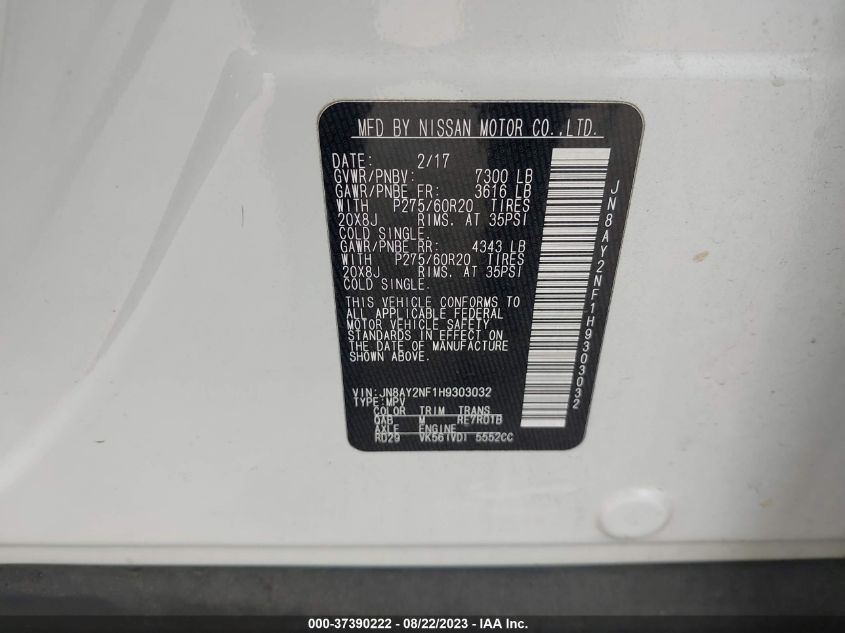 MFD BY NISSAN MOTOR CO.,LTD.
DATE: 2/17
GVWR/PNBV: 7300 LB
GAWR/PNBE FR: 3616 LB
WITH P275/60R20 TIRES
20X8J RIMS. AT 35PSI
COLD SINGLE.
GAWR/PNBE RR: 4343 LB
WITH P275/60R20 TIRES
20X8J RIMS. AT 35PSI
COLD SINGLE.
THIS VEHICLE CONFORMS TO
ALL APPLICABLE FEDERAL
MOTOR VEHICLE SAFETY
STANDARDS IN EFFECT ON
THE DATE OF MANUFACTURE
SHOWN ABOVE.
VIN:JN8AY2NF1H9303032
TYPE:MPV
COLOR TRIM TRANS
QAB M RE7R01B
AXLE ENGINE
RD29 VK56(VD) 5552CC
JN8AY2NF1H9303032
000-37390222 - 08/22/2023 - IAA Inc.